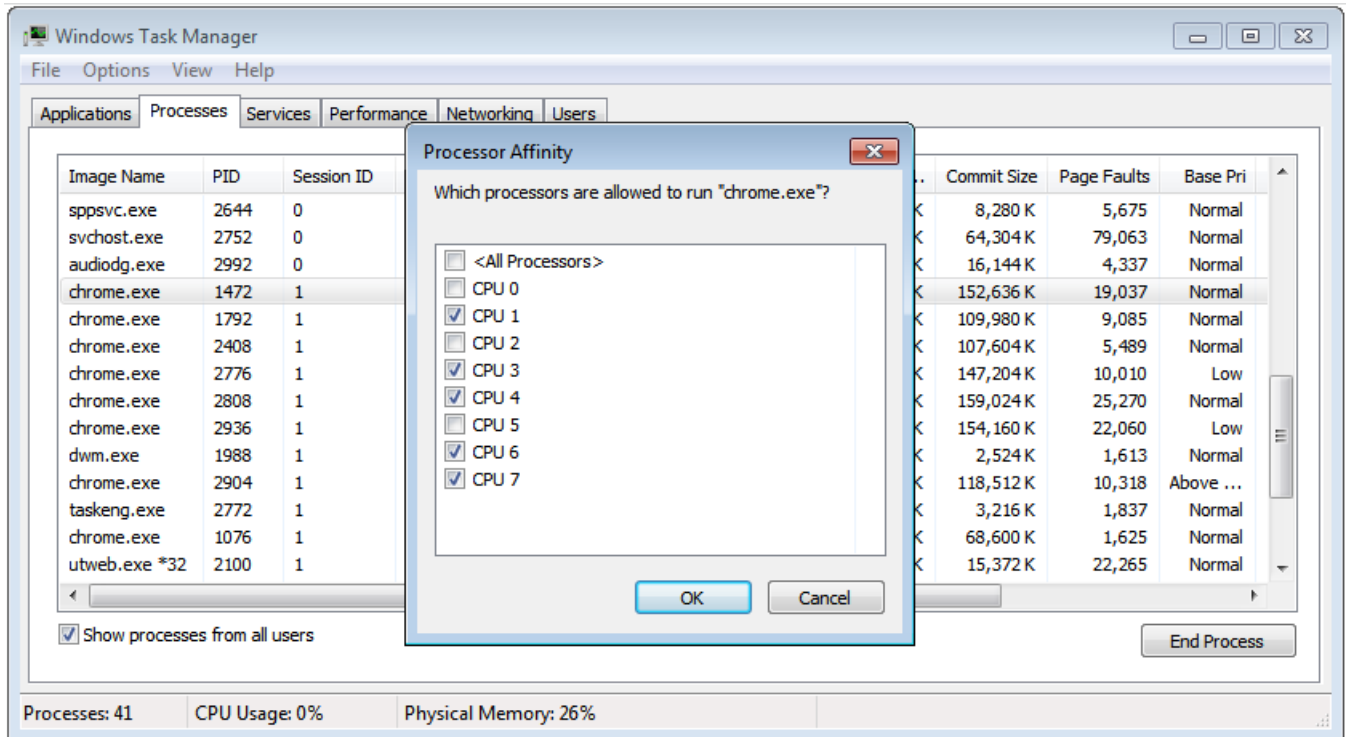 Windows Task Manager
File Options View Help
Applications Processes Services Performance Networking Users
Processor Affinity
Which processors are allowed to run "chrome.exe"?
<All Processors>
CPU 0
CPU 1
CPU 2
CPU 3
CPU 4
CPU 5
CPU 6
CPU 7
OK Cancel
Image Name PID Session ID .. Commit Size Page Faults Base Pri
sppsvc.exe 2644 0 K 8,280 K 5,675 Normal
svchost.exe 2752 0 K 64,304 K 79,063 Normal
audiodg.exe 2992 0 K 16,144 K 4,337 Normal
chrome.exe 1472 1 K 152,636 K 19,037 Normal
chrome.exe 1792 1 K 109,980 K 9,085 Normal
chrome.exe 2408 1 K 107,604 K 5,489 Normal
chrome.exe 2776 1 K 147,204 K 10,010 Low
chrome.exe 2808 1 K 159,024 K 25,270 Normal
chrome.exe 2936 1 K 154,160 K 22,060 Low
dwm.exe 1988 1 K 2,524 K 1,613 Normal
chrome.exe 2904 1 K 118,512 K 10,318 Above ...
taskeng.exe 2772 1 K 3,216 K 1,837 Normal
chrome.exe 1076 1 K 68,600 K 1,625 Normal
utweb.exe *32 2100 1 K 15,372 K 22,265 Normal
Show processes from all users
End Process
Processes: 41 CPU Usage: 0% Physical Memory: 26%